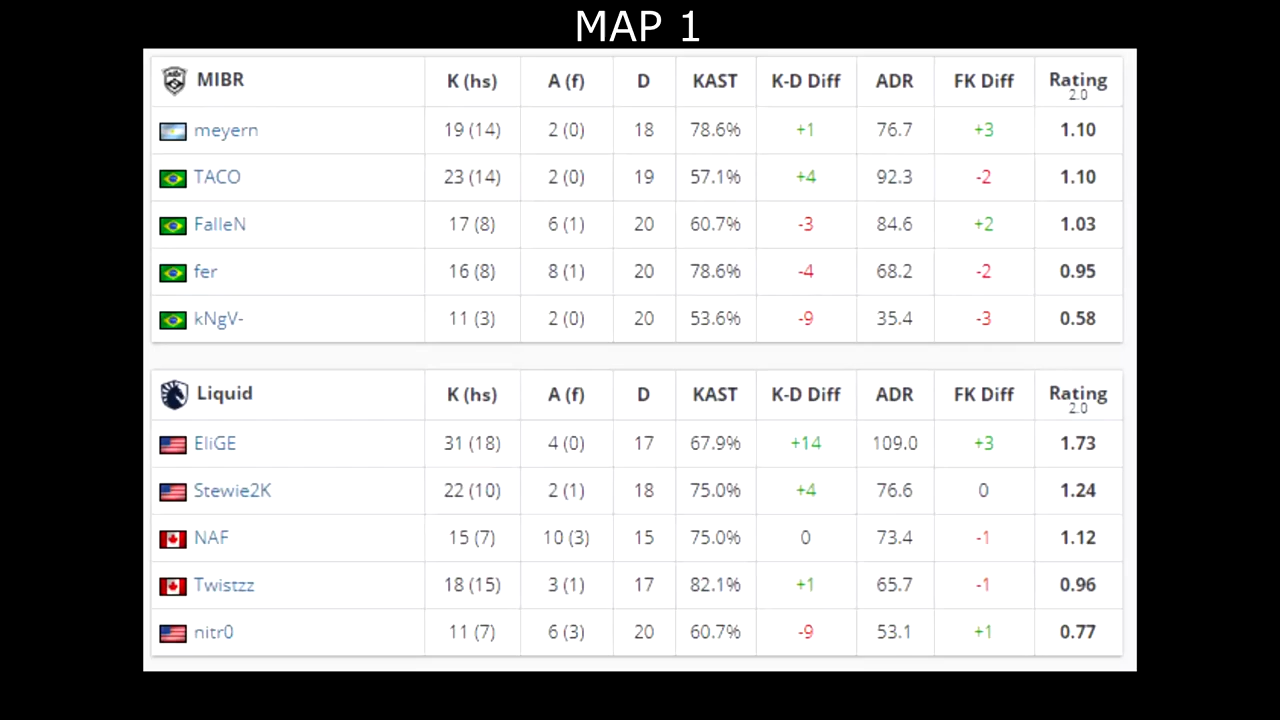 MAP 1
MIBR K (hs) A (f) D KAST K-D Diff ADR FK Diff Rating 2.0
meyern 19 (14) 2 (0) 18 78.6% +1 76.7 +3 1.10
TACO 23 (14) 2 (0) 19 57.1% +4 92.3 -2 1.10
FalleN 17 (8) 6 (1) 20 60.7% -3 84.6 +2 1.03
fer 16 (8) 8 (1) 20 78.6% -4 68.2 -2 0.95
kNgV- 11 (3) 2 (0) 20 53.6% -9 35.4 -3 0.58
Liquid K (hs) A (f) D KAST K-D Diff ADR FK Diff Rating 2.0
EliGE 31 (18) 4 (0) 17 67.9% +14 109.0 +3 1.73
Stewie2K 22 (10) 2 (1) 18 75.0% +4 76.6 0 1.24
NAF 15 (7) 10 (3) 15 75.0% 0 73.4 -1 1.12
Twistzz 18 (15) 3 (1) 17 82.1% +1 65.7 -1 0.96
nitr0 11 (7) 6 (3) 20 60.7% -9 53.1 +1 0.77